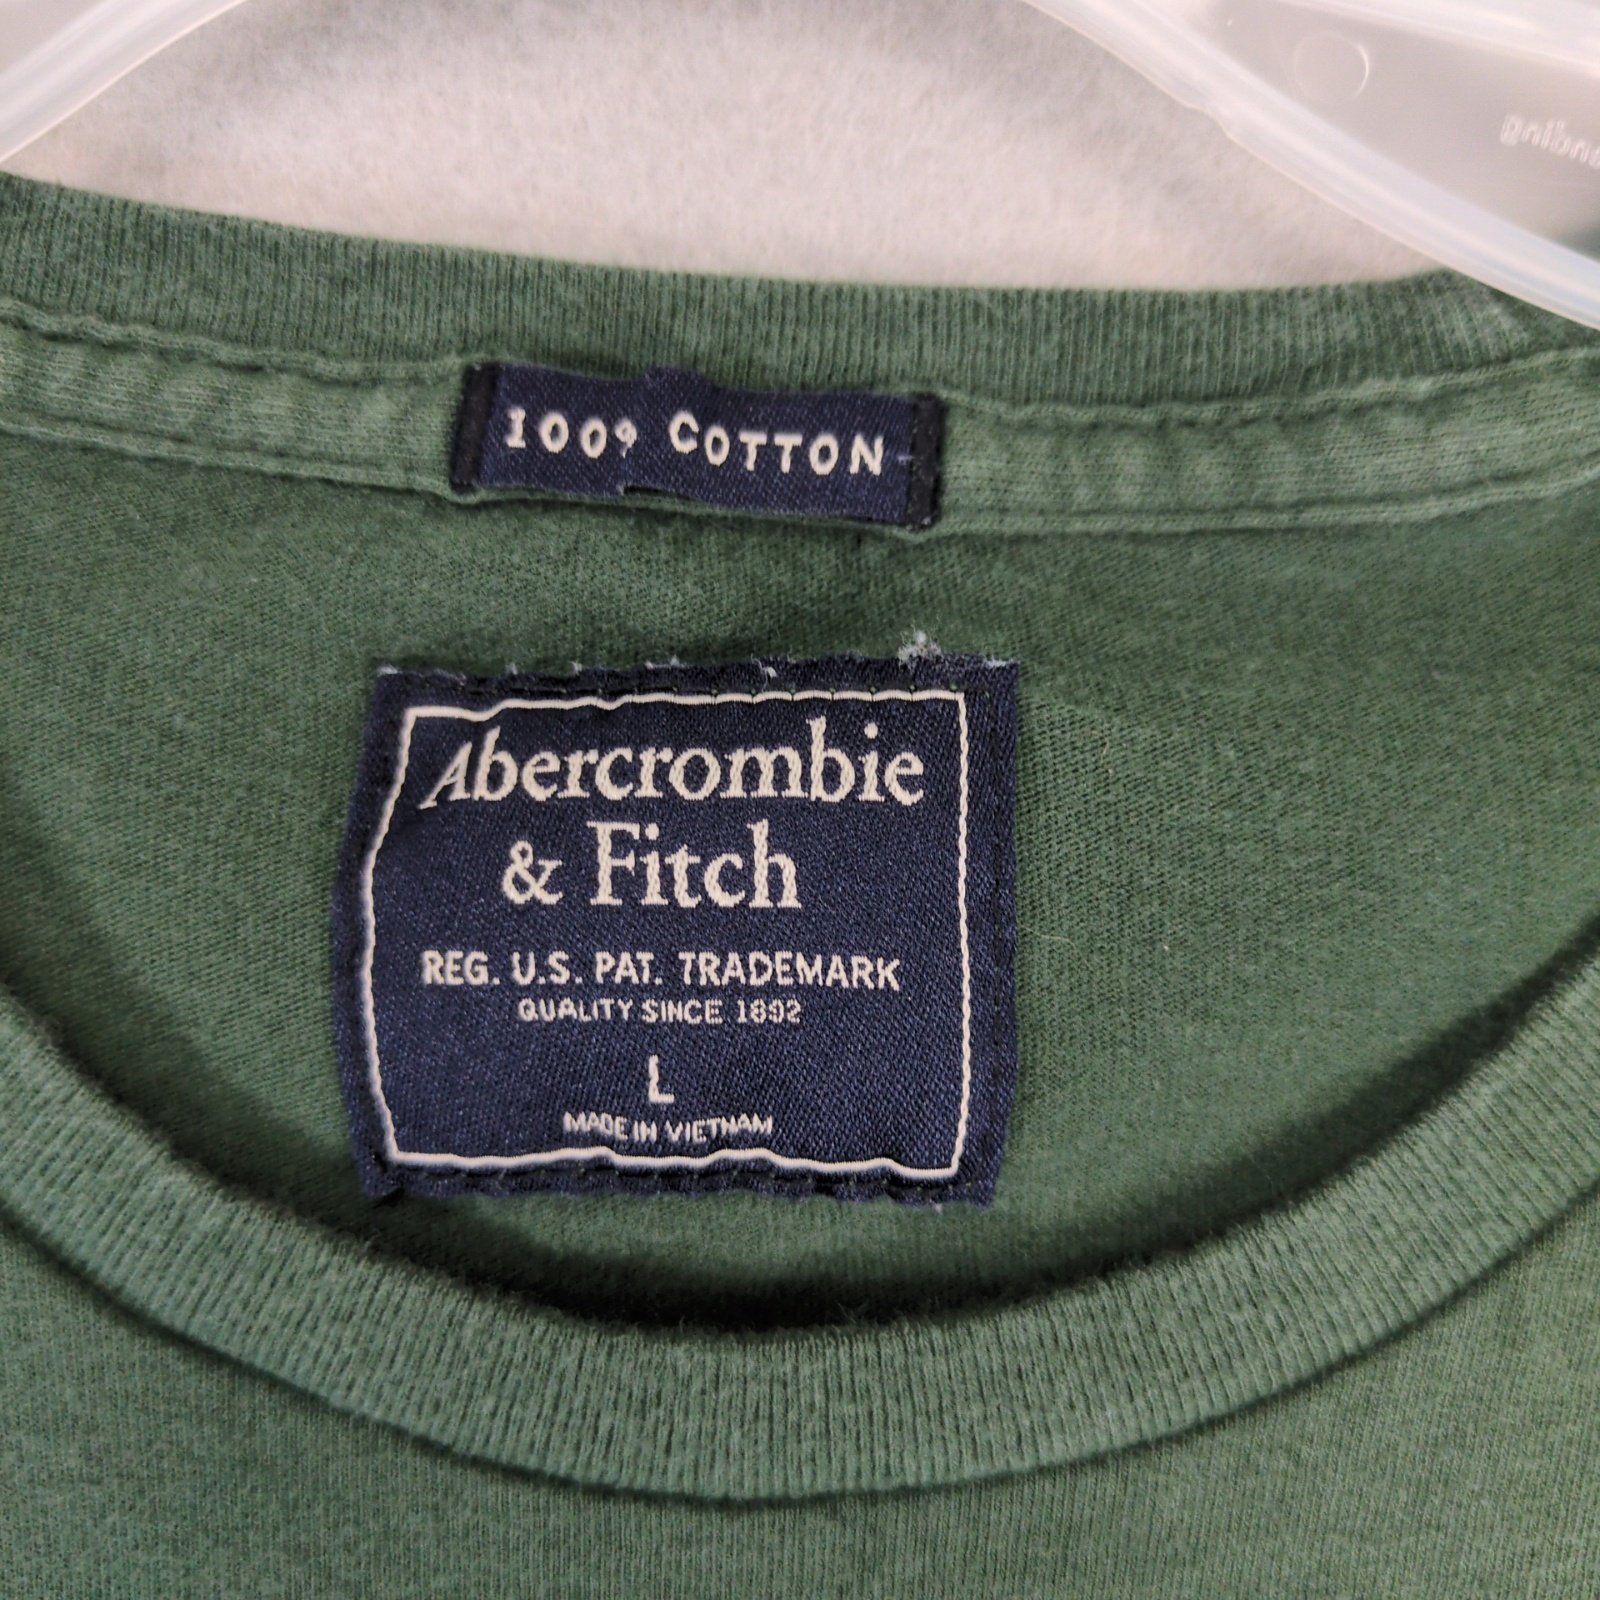 100% COTTON
Abercrombie
& Fitch
REG. U.S. PAT. TRADEMARK
QUALITY SINCE 1892
L
MADE IN VIETNAM